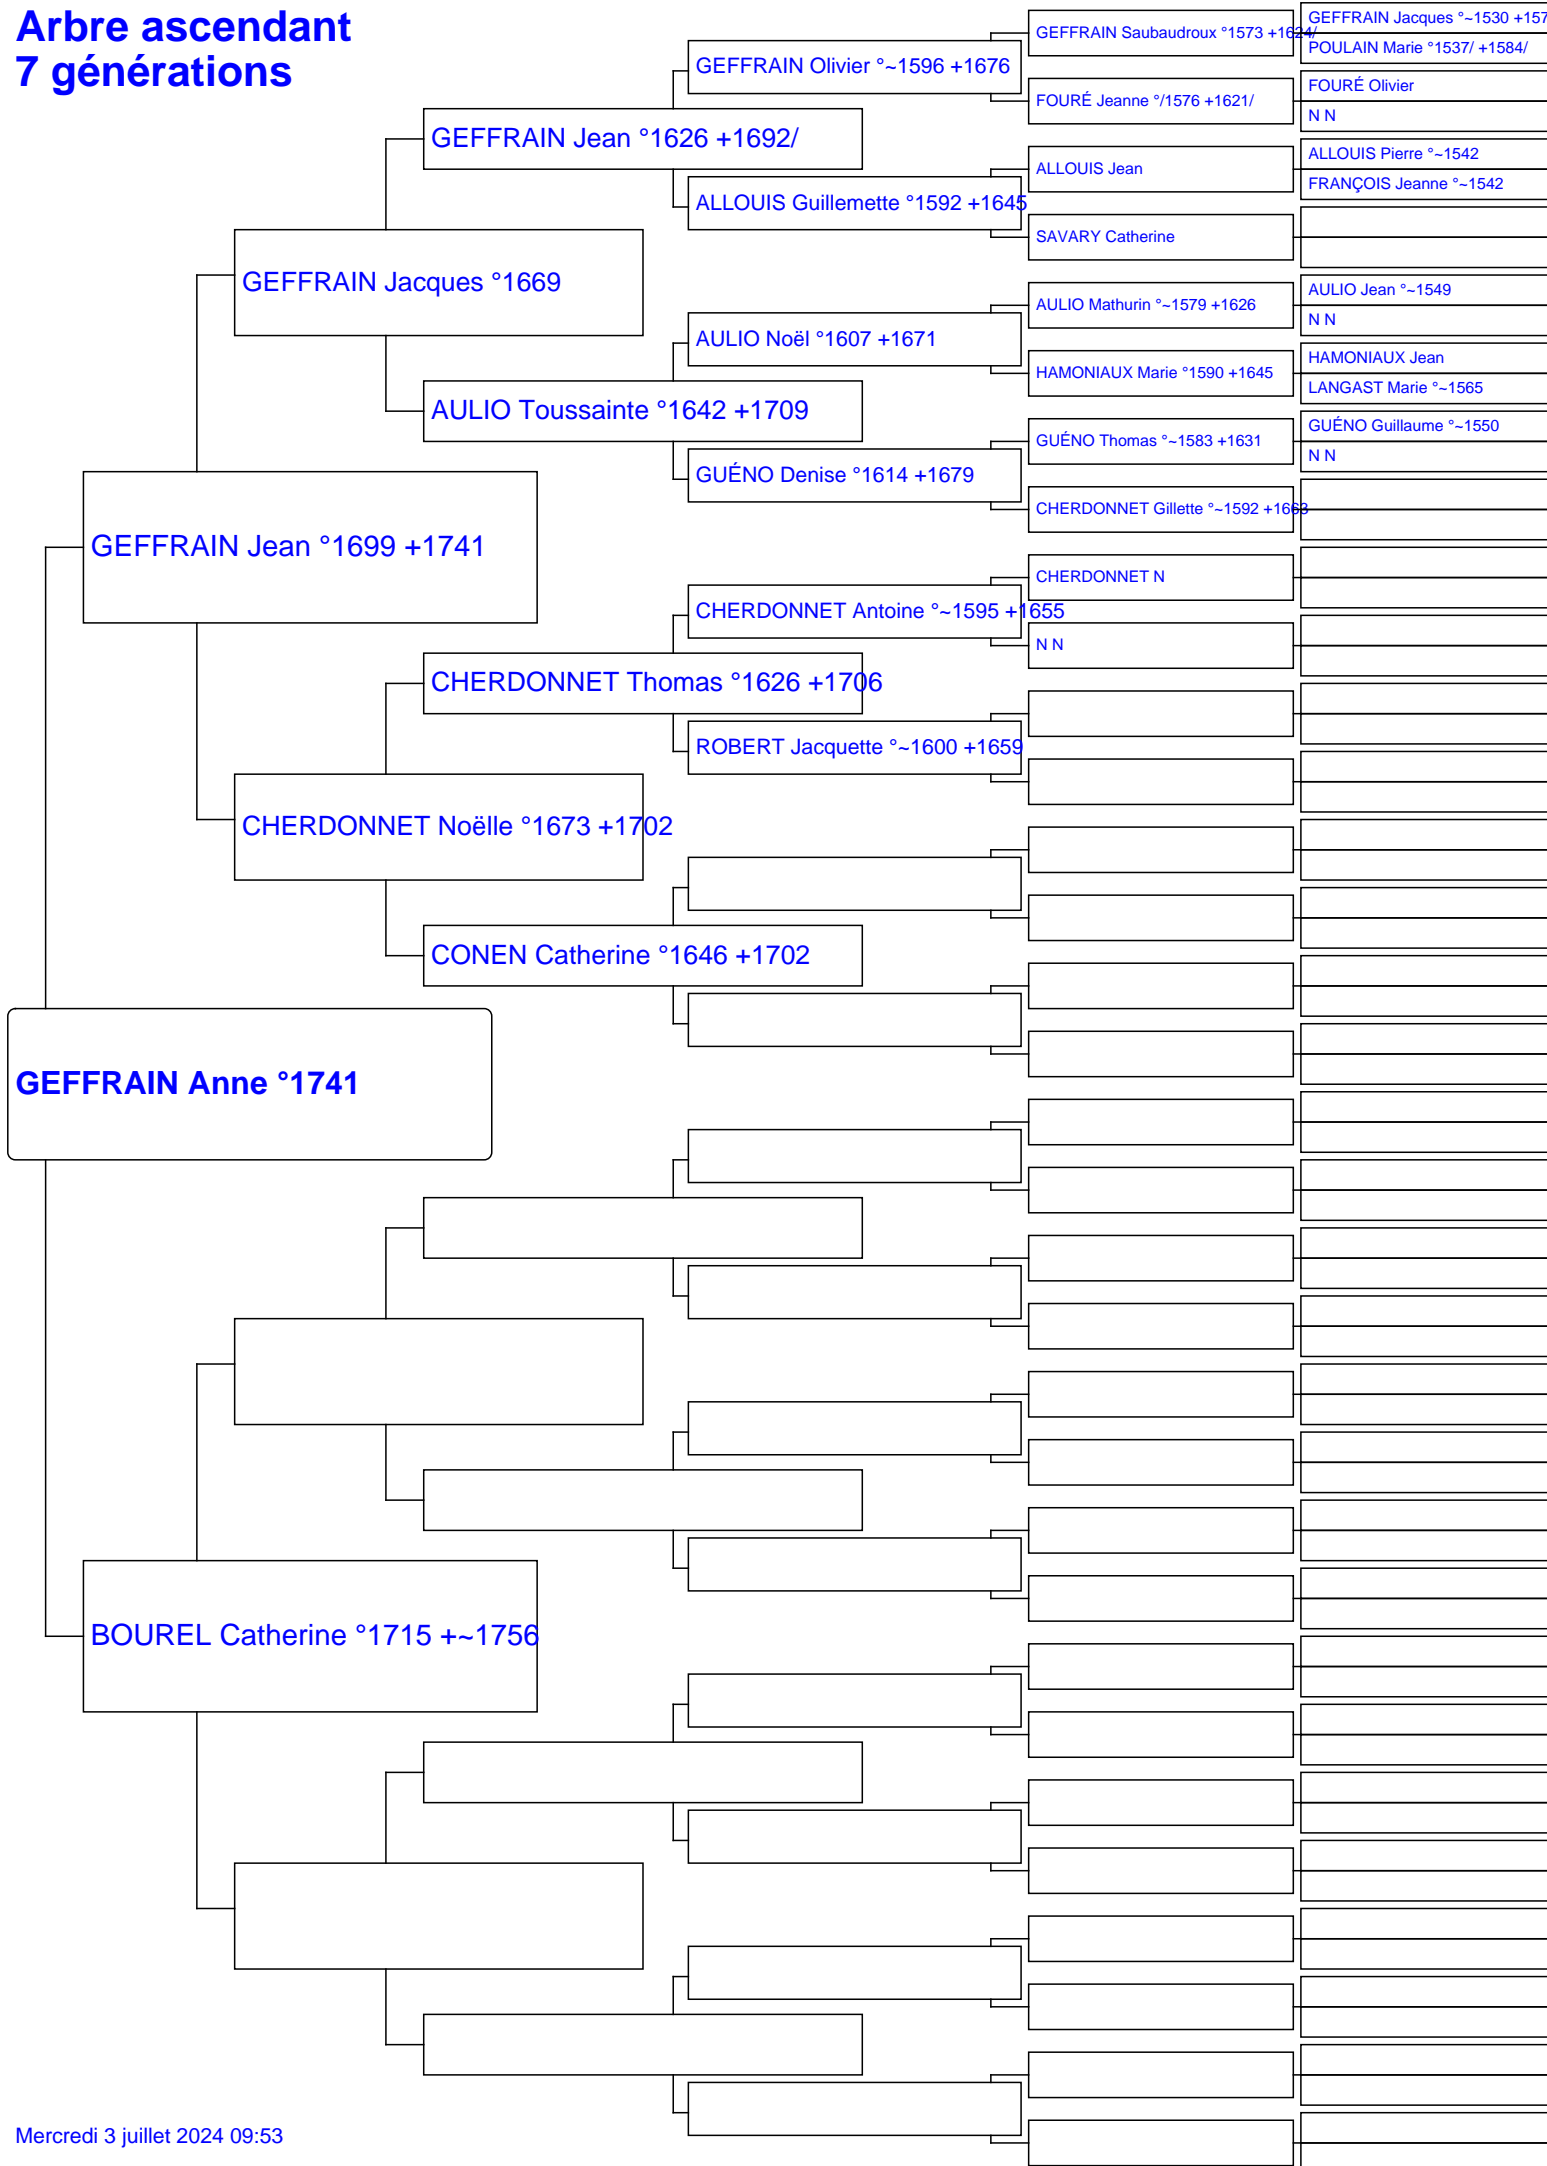 Arbre ascendant
7 générations
GEFFRAIN Saubaudroux °1573 +1624/
GEFFRAIN Jacques °~1530 +157
POULAIN Marie °1537/ +1584/
GEFFRAIN Olivier °~1596 +1676
FOURÉ Jeanne °/1576 +1621/
FOURÉ Olivier
N N
GEFFRAIN Jean °1626 +1692/
ALLOUIS Jean
ALLOUIS Pierre °~1542
FRANÇOIS Jeanne °~1542
ALLOUIS Guillemette °1592 +1645
SAVARY Catherine
GEFFRAIN Jacques °1669
AULIO Mathurin °~1579 +1626
AULIO Jean °~1549
N N
AULIO Noël °1607 +1671
HAMONIAUX Marie °1590 +1645
HAMONIAUX Jean
LANGAST Marie °~1565
AULIO Toussainte °1642 +1709
GUÉNO Thomas °~1583 +1631
GUÉNO Guillaume °~1550
N N
GUÉNO Denise °1614 +1679
CHERDONNET Gillette °~1592 +1663
GEFFRAIN Jean °1699 +1741
CHERDONNET N
CHERDONNET Antoine °~1595 +1655
N N
CHERDONNET Thomas °1626 +1706
ROBERT Jacquette °~1600 +1659
CHERDONNET Noëlle °1673 +1702
CONEN Catherine °1646 +1702
GEFFRAIN Anne °1741
BOUREL Catherine °1715 +~1756
Mercredi 3 juillet 2024 09:53